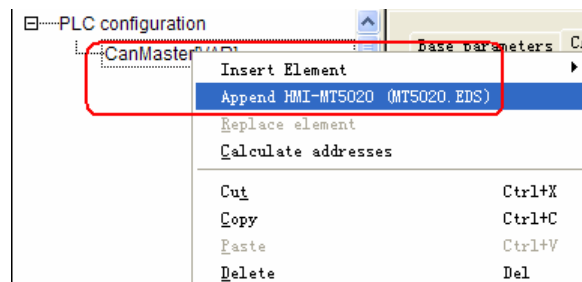 PLC configuration
CanMaster[VAR]
Base parameters
Insert Element
Append HMI-MT5020 (MT5020.EDS)
Replace element
Calculate addresses
Cut Ctrl+X
Copy Ctrl+C
Paste Ctrl+V
Delete Del